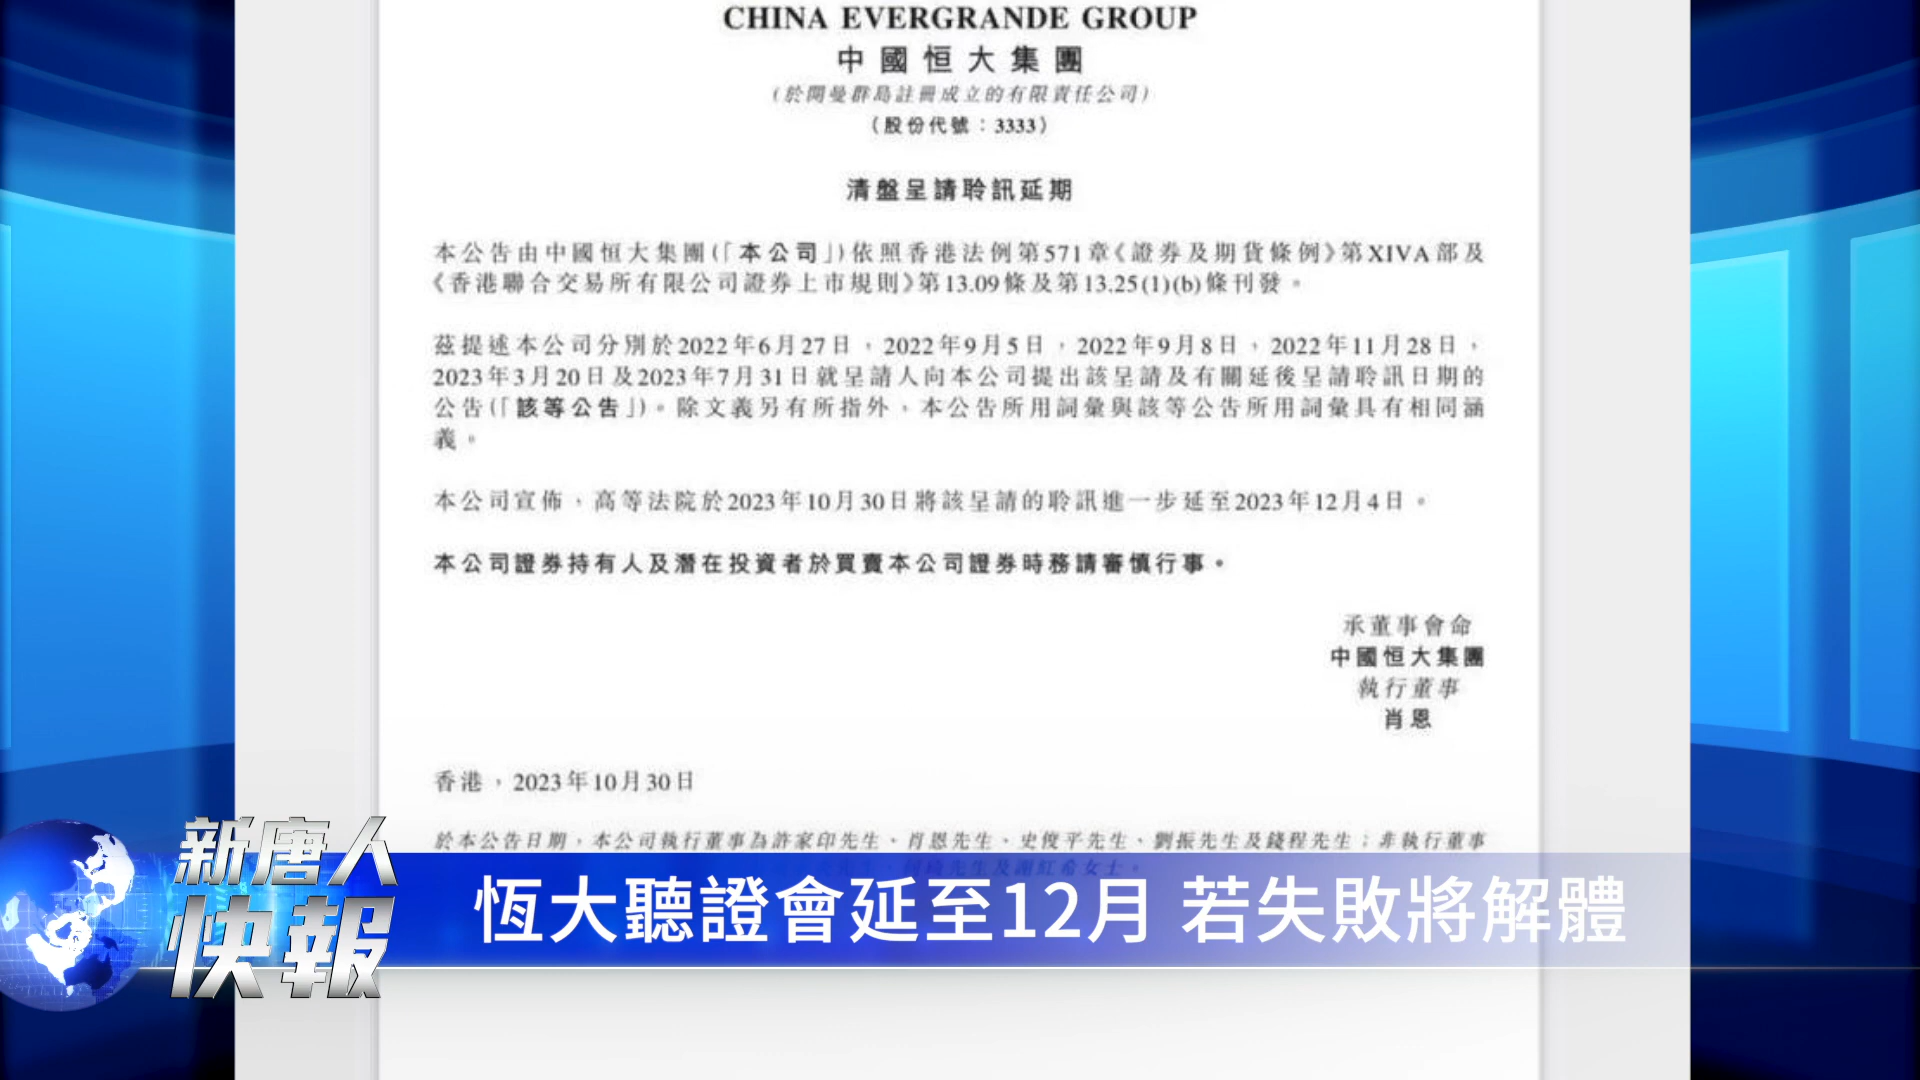 CHINA EVERGRANDE GROUP
中國恒大集團
(於開曼群島註冊成立的有限責任公司)
(股份代號：3333)
清盤呈請聆訊延期
本公告由中國恒大集團(「本公司」)依照香港法例第571章《證券及期貨條例》第XIVA部及
《香港聯合交易所有限公司證券上市規則》第13.09條及第13.25(1)(b)條刊發。
茲提述本公司分別於2022年6月27日，2022年9月5日，2022年9月8日，2022年11月28日，
2023年3月20日及2023年7月31日就呈請人向本公司提出該呈請及有關延後呈請聆訊日期的
公告(「該等公告」)。除文義另有所指外，本公告所用詞彙與該等公告所用詞彙具有相同涵
義。
本公司宣佈，高等法院於2023年10月30日將該呈請的聆訊進一步延至2023年12月4日。
本公司證券持有人及潛在投資者於買賣本公司證券時務請審慎行事。
承董事會命
中國恒大集團
執行董事
肖恩
香港，2023年10月30日
於本公告日期，本公司執行董事為許家印先生、肖恩先生、史俊平先生、劉振先生及錢程先生；非執行董事
先生及謝紅希女士。
新唐人
快報
恆大聽證會延至12月 若失敗將解體